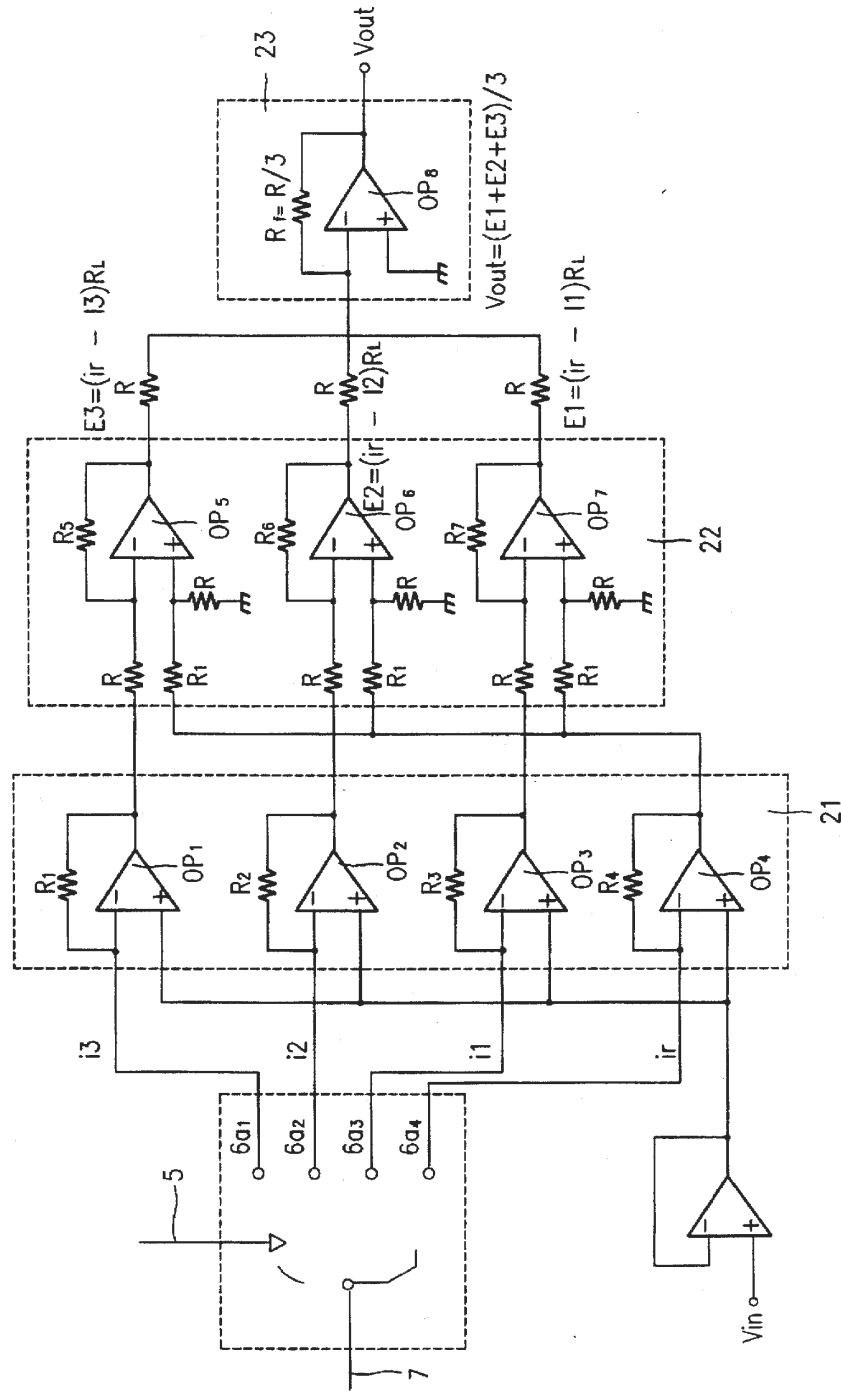 5
7
6a1
6a2
6a3
6a4
Vin
i3
i2
i1
ir
R1
R2
R3
R4
OP1
OP2
OP3
OP4
21
R
R1
R
R1
R
R1
R5
R6
R7
R
R
R
OP5
OP6
OP7
22
E3=(ir - I3)RL
E2=(ir - I2)RL
E1=(ir - I1)RL
R
R
R
Rf=R/3
OP8
23
Vout
Vout=(E1+E2+E3)/3